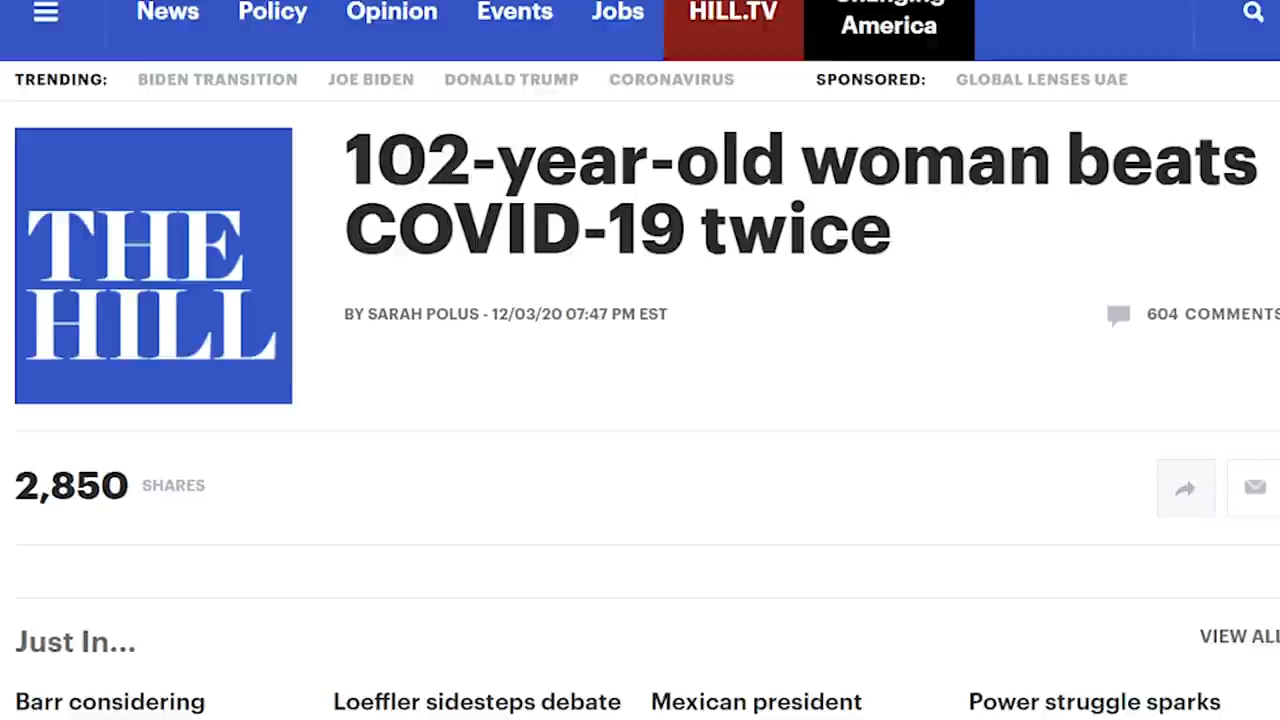 News Policy Opinion Events Jobs HILL.TV Changing
America
TRENDING: BIDEN TRANSITION JOE BIDEN DONALD TRUMP CORONAVIRUS SPONSORED: GLOBAL LENSES UAE
THE
HILL
102-year-old woman beats
COVID-19 twice
BY SARAH POLUS - 12/03/20 07:47 PM EST
604 COMMENTS
2,850 SHARES
Just In...
VIEW ALL
Barr considering
Loeffler sidesteps debate
Mexican president
Power struggle sparks